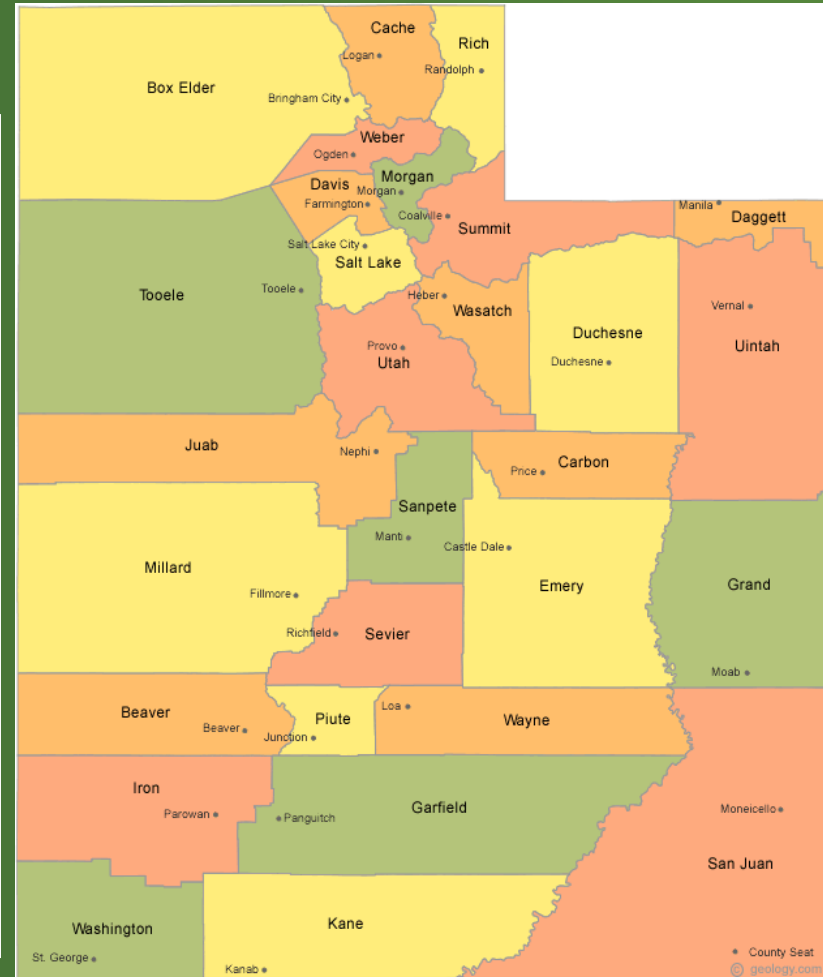 Cache
Rich
Logan
Randolph
Box Elder
Bringham City
Weber
Ogden
Morgan
Davis
Morgan
Farmington
Manila
Daggett
Coalville
Summit
Salt Lake City
Salt Lake
Tooele
Tooele
Heber
Wasatch
Vernal
Duchesne
Uintah
Provo
Utah
Duchesne
Juab
Nephi
Carbon
Price
Sanpete
Manti
Castle Dale
Millard
Emery
Grand
Fillmore
Richfield
Sevier
Moab
Beaver
Loa
Piute
Wayne
Beaver
Junction
Iron
Garfield
Parowan
Panguitch
Moneicello
San Juan
Washington
Kane
St. George
Kanab
County Seat
© geology.com